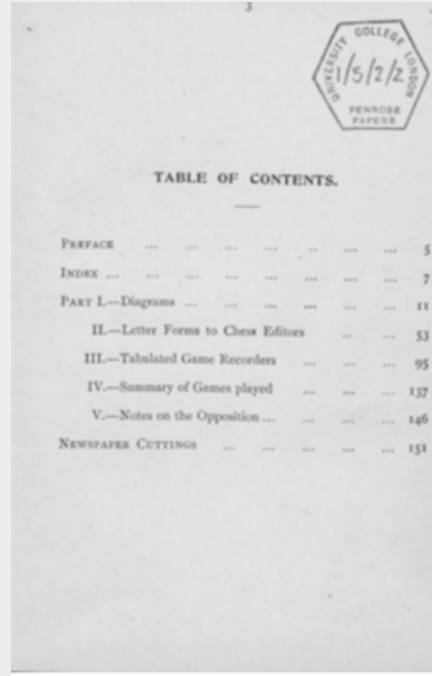 3
UNIVERSITY COLLEGE LONDON
1/5/2/2
PENROSE
PAPERS
TABLE OF CONTENTS.
PREFACE ... ... ... ... .. ... ... 5
INDEX ... ... ... ... ... ... ... ... 7
PART I.—Diagrams ... ... ... ... ... ... 11
II.—Letter Forms to Chess Editors .. ... 53
III.—Tabulated Game Recorders ... ... ... 95
IV.—Summary of Games played ... ... ... 137
V.—Notes on the Opposition ... ... ... ... 146
NEWSPAPER CUTTINGS ... ... ... ... ... 151